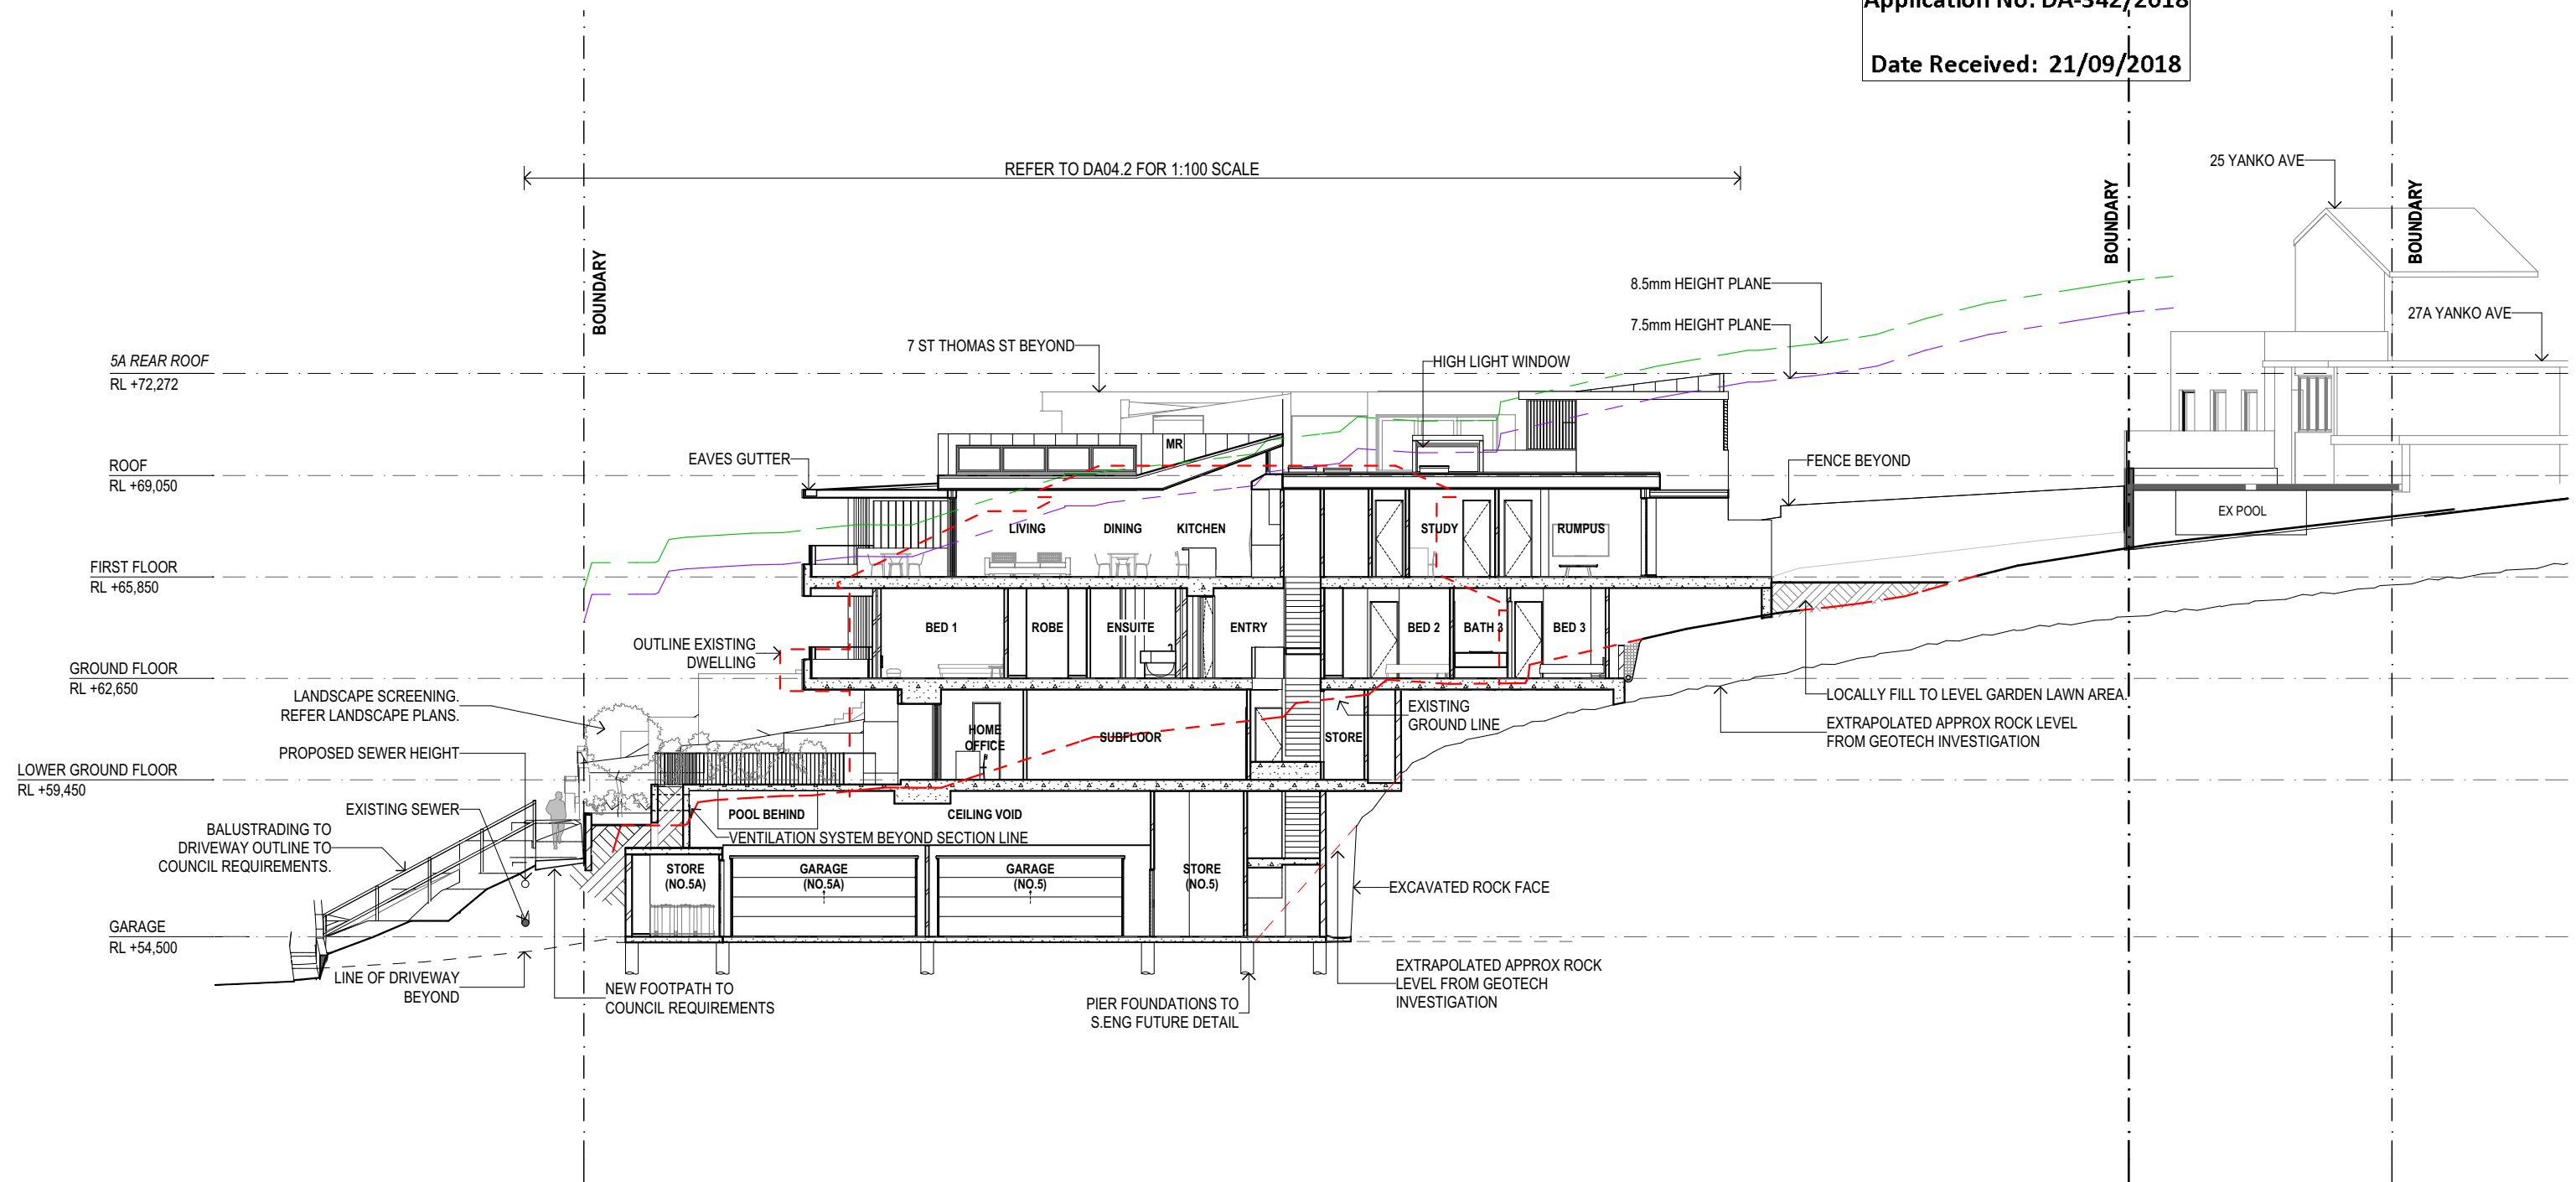 Application No: DA-342/2018
Date Received: 21/09/2018
REFER TO DA04.2 FOR 1:100 SCALE
25 YANKO AVE
BOUNDARY
BOUNDARY
BOUNDARY
8.5mm HEIGHT PLANE
7.5mm HEIGHT PLANE
27A YANKO AVE
7 ST THOMAS ST BEYOND
HIGH LIGHT WINDOW
5A REAR ROOF
RL +72,272
MR
EAVES GUTTER
FENCE BEYOND
ROOF
RL +69,050
EX POOL
LIVING
DINING
KITCHEN
STUDY
RUMPUS
FIRST FLOOR
RL +65,850
BED 1
ROBE
ENSUITE
ENTRY
BED 2
BATH 3
BED 3
OUTLINE EXISTING
DWELLING
GROUND FLOOR
RL +62,650
LANDSCAPE SCREENING.
REFER LANDSCAPE PLANS.
LOCALLY FILL TO LEVEL GARDEN LAWN AREA.
EXISTING
GROUND LINE
EXTRAPOLATED APPROX ROCK LEVEL
FROM GEOTECH INVESTIGATION
HOME
OFFICE
SUBFLOOR
STORE
PROPOSED SEWER HEIGHT
LOWER GROUND FLOOR
RL +59,450
EXISTING SEWER
POOL BEHIND
CEILING VOID
BALUSTRADING TO
DRIVEWAY OUTLINE TO
COUNCIL REQUIREMENTS.
VENTILATION SYSTEM BEYOND SECTION LINE
STORE
(NO.5A)
GARAGE
(NO.5A)
GARAGE
(NO.5)
STORE
(NO.5)
EXCAVATED ROCK FACE
GARAGE
RL +54,500
LINE OF DRIVEWAY
BEYOND
NEW FOOTPATH TO
COUNCIL REQUIREMENTS
PIER FOUNDATIONS TO
S.ENG FUTURE DETAIL
EXTRAPOLATED APPROX ROCK
LEVEL FROM GEOTECH
INVESTIGATION